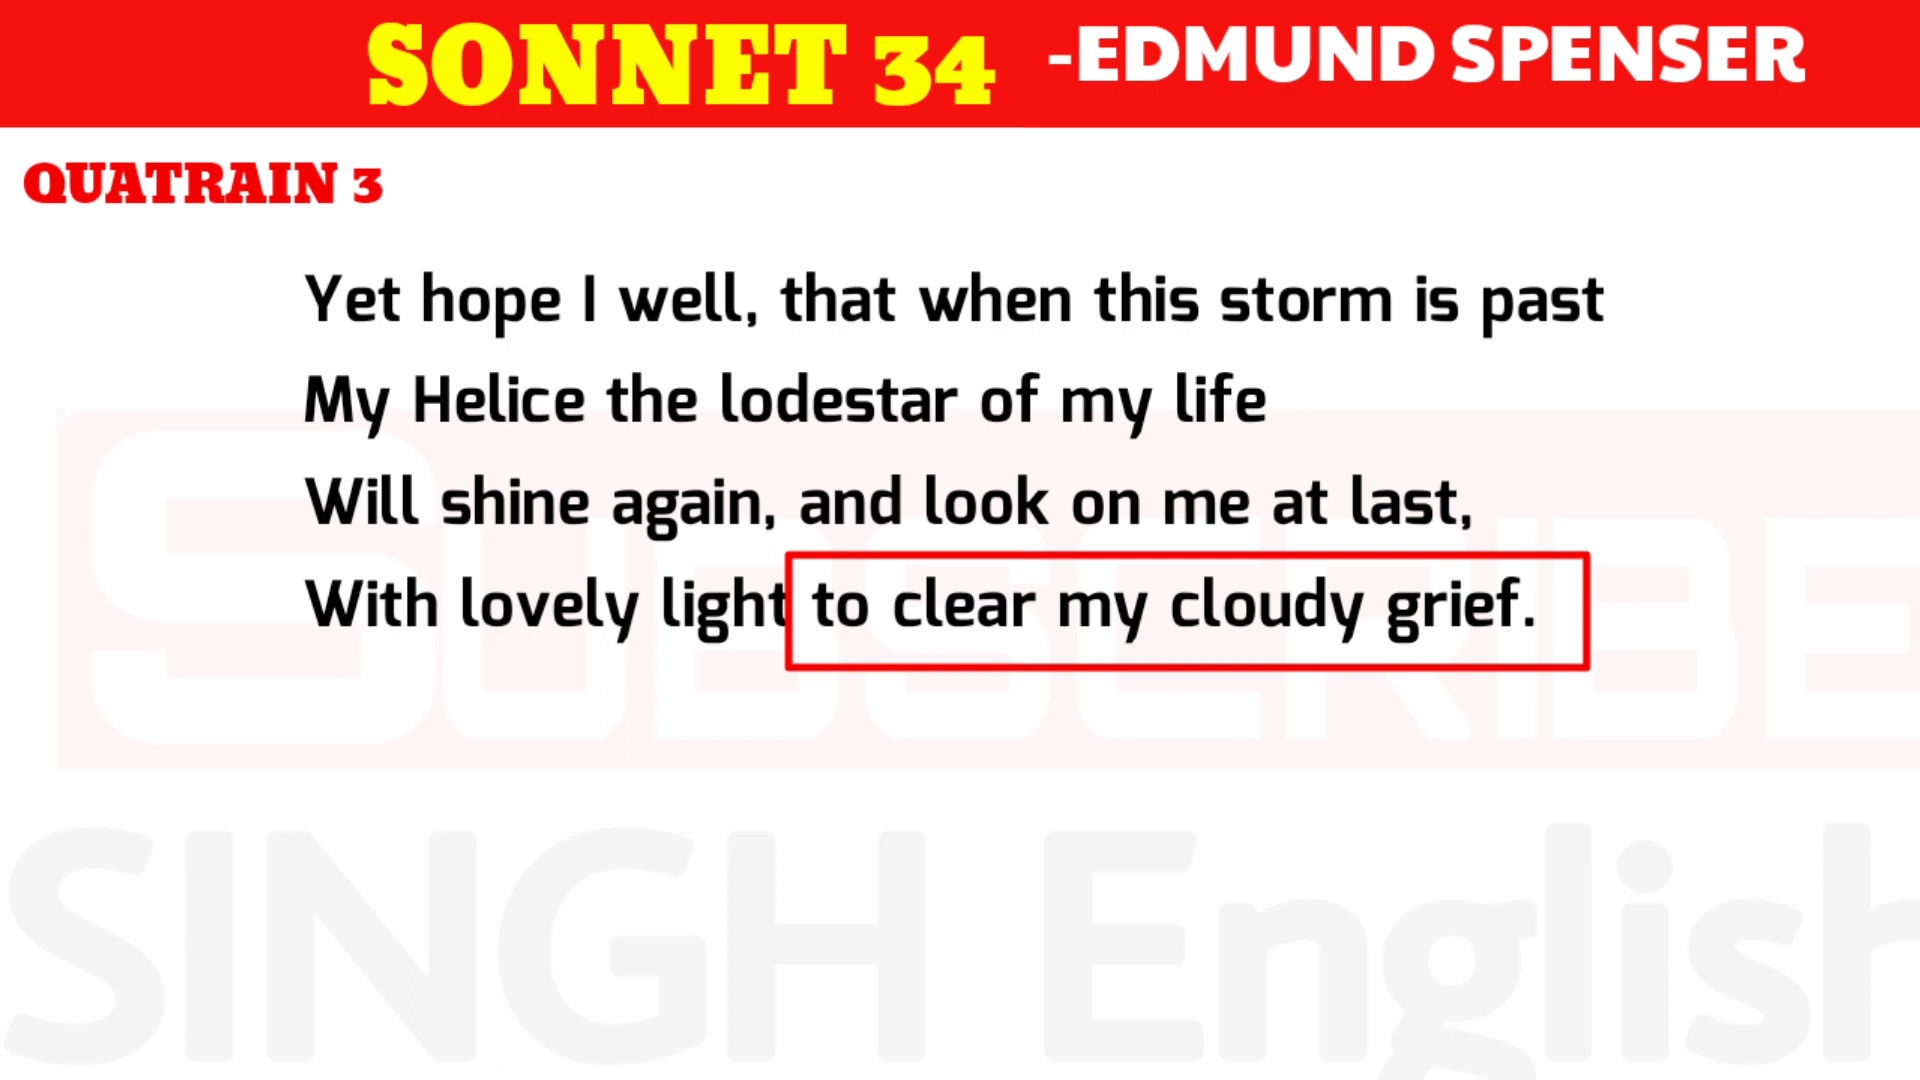 SONNET 34 -EDMUND SPENSER
QUATRAIN 3
Yet hope I well, that when this storm is past
My Helice the lodestar of my life
Will shine again, and look on me at last,
With lovely light to clear my cloudy grief.
SUBSCRIBE
SINGH English